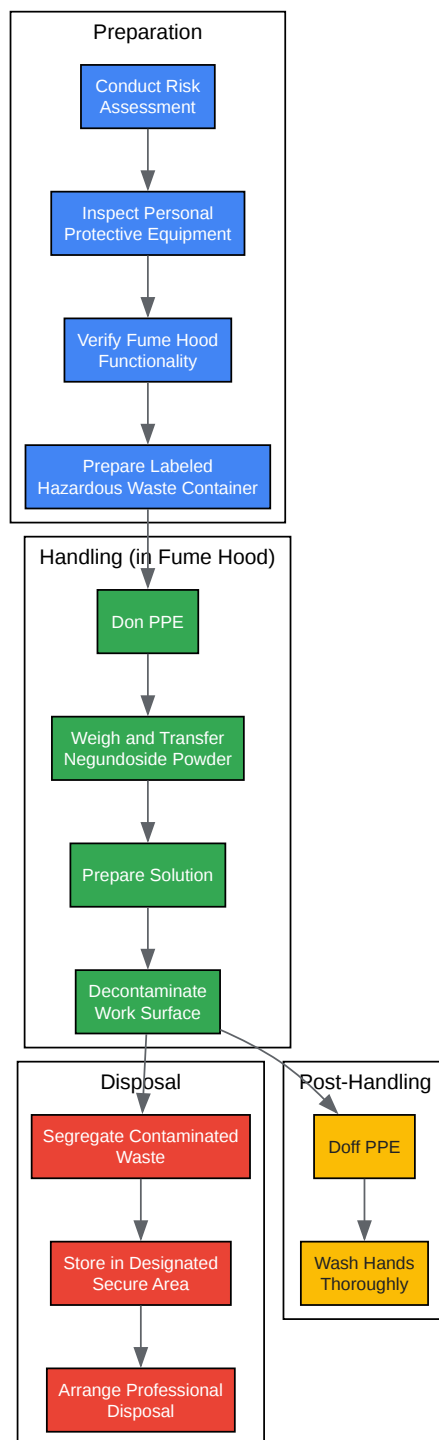 Preparation
Conduct Risk
Assessment
Inspect Personal
Protective Equipment
Verify Fume Hood
Functionality
Prepare Labeled
Hazardous Waste Container
Handling (in Fume Hood)
Don PPE
Weigh and Transfer
Negundoside Powder
Prepare Solution
Decontaminate
Work Surface
Disposal
Segregate Contaminated
Waste
Store in Designated
Secure Area
Arrange Professional
Disposal
Post-Handling
Doff PPE
Wash Hands
Thoroughly